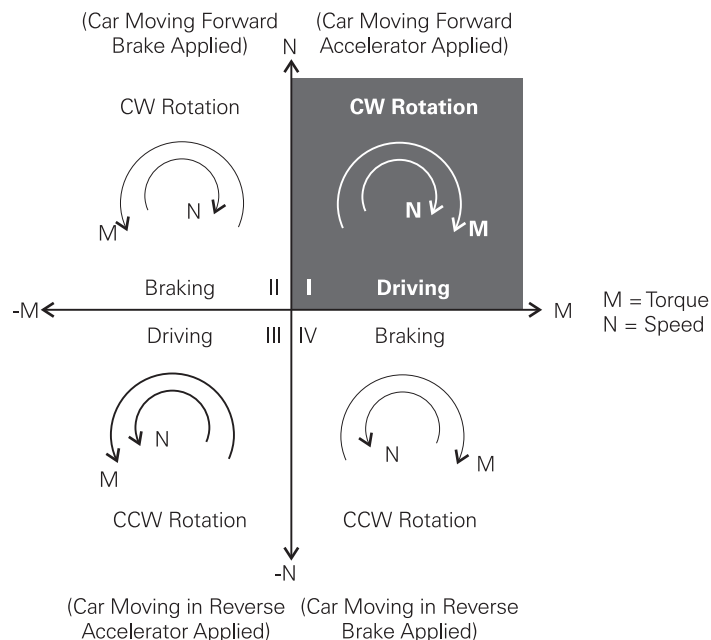 (Car Moving Forward
Brake Applied)
N
(Car Moving Forward
Accelerator Applied)
CW Rotation
CW Rotation
M
N
N
M
Braking
II
I
Driving
-M
M
M = Torque
N = Speed
Driving
III
IV
Braking
N
M
N
M
CCW Rotation
CCW Rotation
-N
(Car Moving in Reverse
Accelerator Applied)
(Car Moving in Reverse
Brake Applied)